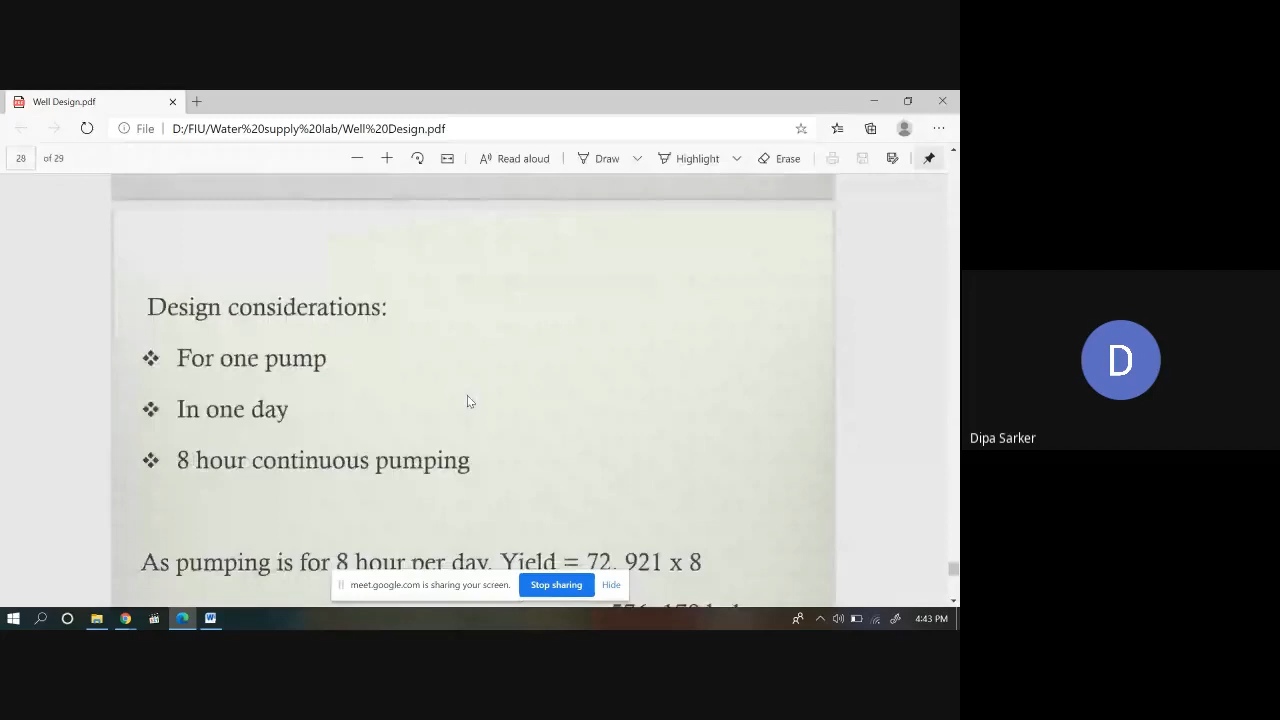 Well Design.pdf
File D:/FIU/Water%20supply%20lab/Well%20Design.pdf
28 of 29 Read aloud Draw Highlight Erase
Design considerations:
For one pump
In one day
8 hour continuous pumping
As pumping is for 8 hour per day, Yield = 72, 921 x 8
meet.google.com is sharing your screen. Stop sharing Hide
4:43 PM
D
Dipa Sarker